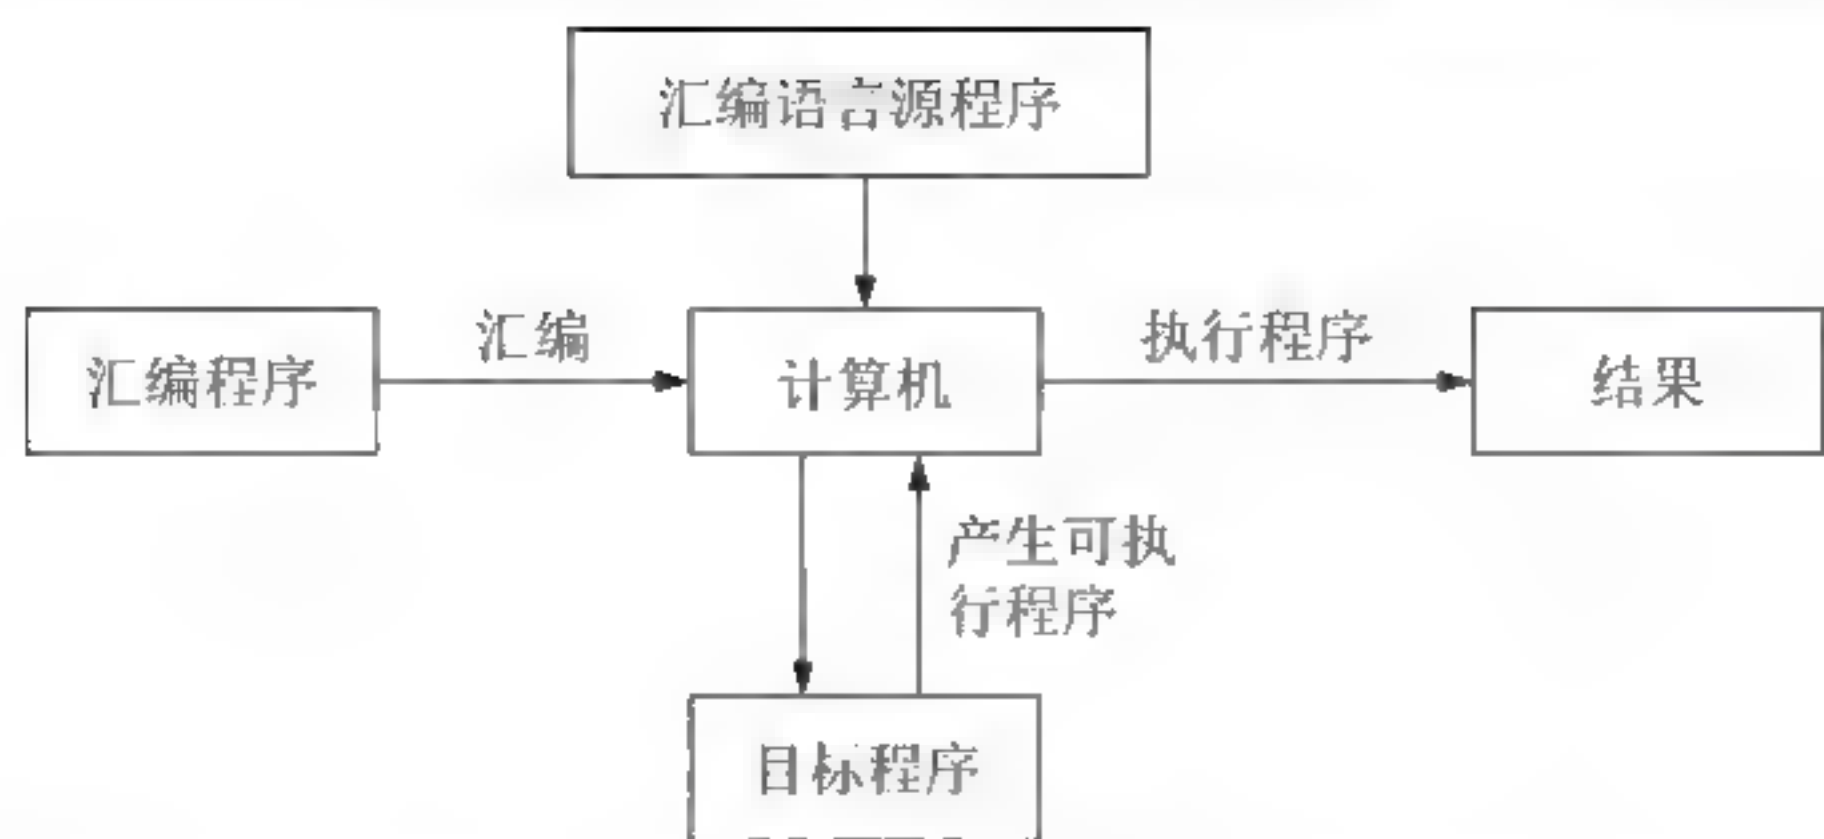 汇编语言源程序
汇编
执行程序
汇编程序
计算机
结果
产生可执
行程序
目标程序